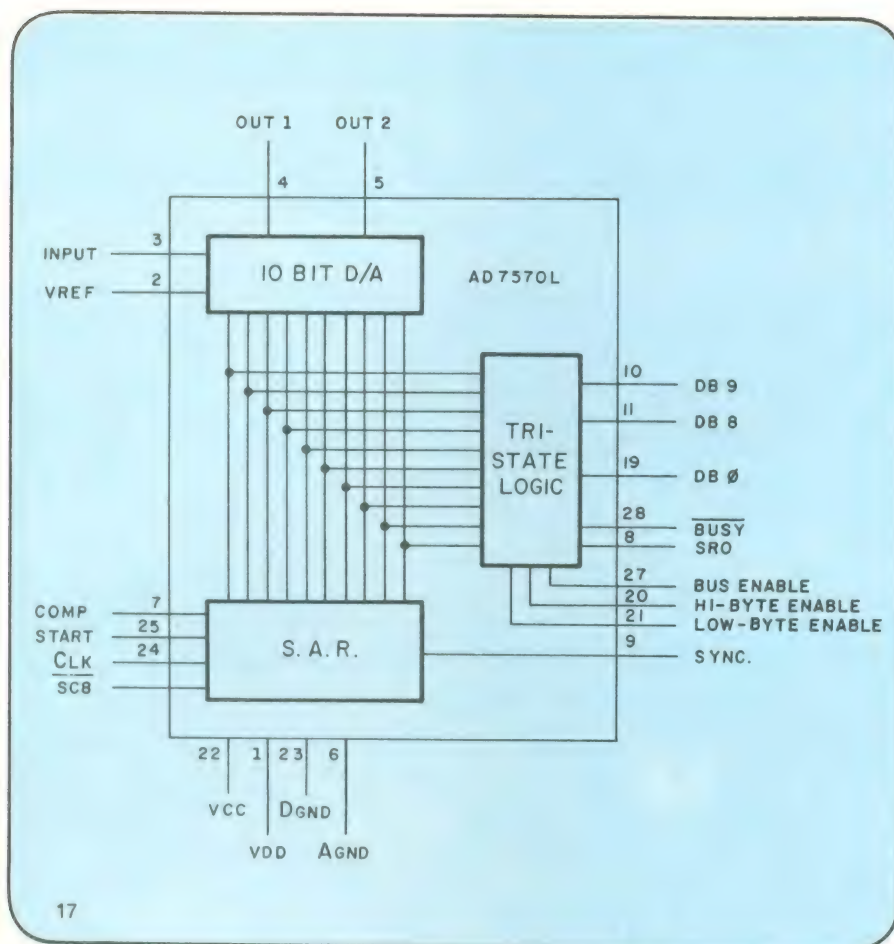 OUT 1 OUT 2
4 5
3
INPUT
10 BIT D/A
AD7570L
2
VREF
10
DB 9
11
DB 8
TRI-
STATE
LOGIC
19
DB Ø
28
BUSY
8
SRO
27
BUS ENABLE
20
HI-BYTE ENABLE
21
LOW-BYTE ENABLE
9
SYNC.
COMP 7
START 25
CLK 24
SC8
S. A. R.
22 1 23 6
VCC DGND
VDD AGND
17